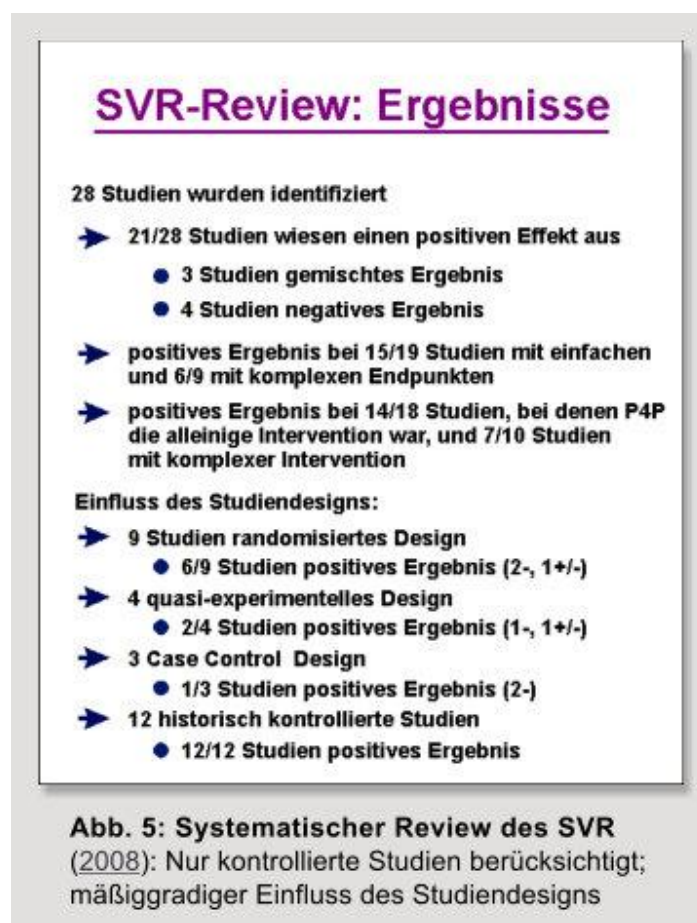 SVR-Review: Ergebnisse
28 Studien wurden identifiziert
21/28 Studien wiesen einen positiven Effekt aus
3 Studien gemischtes Ergebnis
4 Studien negatives Ergebnis
positives Ergebnis bei 15/19 Studien mit einfachen
und 6/9 mit komplexen Endpunkten
positives Ergebnis bei 14/18 Studien, bei denen P4P
die alleinige Intervention war, und 7/10 Studien
mit komplexer Intervention
Einfluss des Studiendesigns:
9 Studien randomisiertes Design
6/9 Studien positives Ergebnis (2-, 1+/-)
4 quasi-experimentelles Design
2/4 Studien positives Ergebnis (1-, 1+/-)
3 Case Control Design
1/3 Studien positives Ergebnis (2-)
12 historisch kontrollierte Studien
12/12 Studien positives Ergebnis
Abb. 5: Systematischer Review des SVR
(2008): Nur kontrollierte Studien berücksichtigt;
mäßiggradiger Einfluss des Studiendesigns